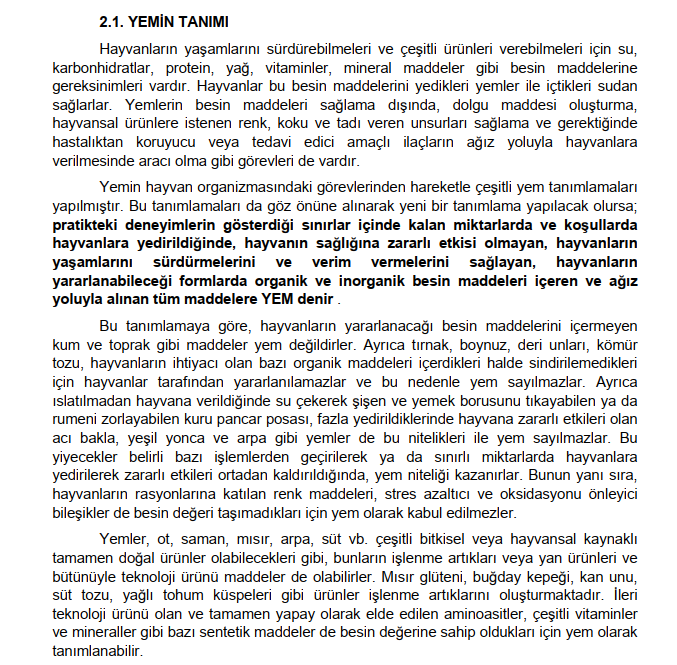 2.1. YEMİN TANIMI
Hayvanların yaşamlarını sürdürebilmeleri ve çeşitli ürünleri verebilmeleri için su,
karbonhidratlar, protein, yağ, vitaminler, mineral maddeler gibi besin maddelerine
gereksinimleri vardır. Hayvanlar bu besin maddelerini yedikleri yemler ile içtikleri sudan
sağlarlar. Yemlerin besin maddeleri sağlama dışında, dolgu maddesi oluşturma,
hayvansal ürünlere istenen renk, koku ve tadı veren unsurları sağlama ve gerektiğinde
hastalıktan koruyucu veya tedavi edici amaçlı ilaçların ağız yoluyla hayvanlara
verilmesinde aracı olma gibi görevleri de vardır.
Yemin hayvan organizmasındaki görevlerinden hareketle çeşitli yem tanımlamaları
yapılmıştır. Bu tanımlamaları da göz önüne alınarak yeni bir tanımlama yapılacak olursa;
pratikteki deneyimlerin gösterdiği sınırlar içinde kalan miktarlarda ve koşullarda
hayvanlara yedirildiğinde, hayvanın sağlığına zararlı etkisi olmayan, hayvanların
yaşamlarını sürdürmelerini ve verim vermelerini sağlayan, hayvanların
yararlanabileceği formlarda organik ve inorganik besin maddeleri içeren ve ağız
yoluyla alınan tüm maddelere YEM denir .
Bu tanımlamaya göre, hayvanların yararlanacağı besin maddelerini içermeyen
kum ve toprak gibi maddeler yem değildirler. Ayrıca tırnak, boynuz, deri unları, kömür
tozu, hayvanların ihtiyacı olan bazı organik maddeleri içerdikleri halde sindirilemedikleri
için hayvanlar tarafından yararlanılamazlar ve bu nedenle yem sayılmazlar. Ayrıca
ıslatılmadan hayvana verildiğinde su çekerek şişen ve yemek borusunu tıkayabilen ya da
rumeni zorlayabilen kuru pancar posası, fazla yedirildiklerinde hayvana zararlı etkileri olan
acı bakla, yeşil yonca ve arpa gibi yemler de bu nitelikleri ile yem sayılmazlar. Bu
yiyecekler belirli bazı işlemlerden geçirilerek ya da sınırlı miktarlarda hayvanlara
yedirilerek zararlı etkileri ortadan kaldırıldığında, yem niteliği kazanırlar. Bunun yanı sıra,
hayvanların rasyonlarına katılan renk maddeleri, stres azaltıcı ve oksidasyonu önleyici
bileşikler de besin değeri taşımadıkları için yem olarak kabul edilmezler.
Yemler, ot, saman, mısır, arpa, süt vb. çeşitli bitkisel veya hayvansal kaynaklı
tamamen doğal ürünler olabilecekleri gibi, bunların işlenme artıkları veya yan ürünleri ve
bütünüyle teknoloji ürünü maddeler de olabilirler. Mısır glüteni, buğday kepeği, kan unu,
süt tozu, yağlı tohum küspeleri gibi ürünler işlenme artıklarını oluşturmaktadır. İleri
teknoloji ürünü olan ve tamamen yapay olarak elde edilen aminoasitler, çeşitli vitaminler
ve mineraller gibi bazı sentetik maddeler de besin değerine sahip oldukları için yem olarak
tanımlanabilir.